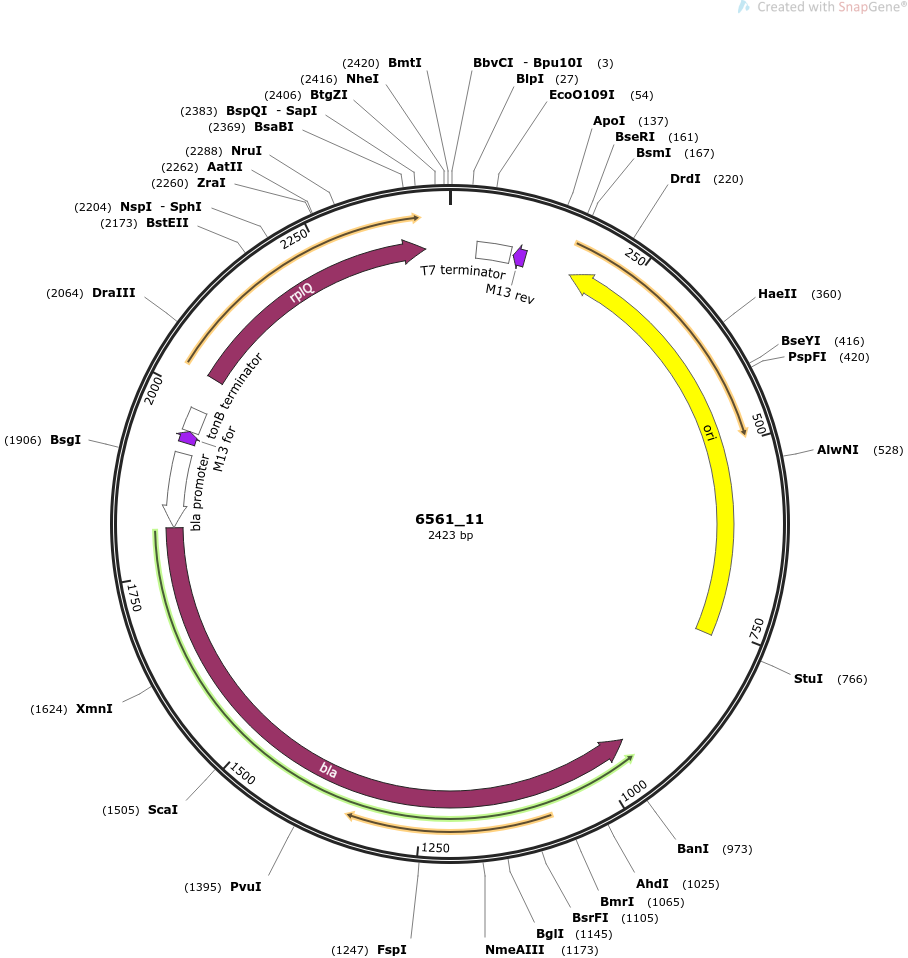 Created with SnapGene®
(2420) BmtI
BbvCI - Bpu10I (3)
(2416) NheI
BlpI (27)
(2406) BtgZI
EcoO109I (54)
(2383) BspQI - SapI
ApoI (137)
(2369) BsaBI
BseRI (161)
(2288) NruI
BsmI (167)
(2262) AatII
DrdI (220)
(2260) ZraI
(2204) NspI - SphI
(2173) BstEII
2250
250
T7 terminator
M13 rev
rplQ
(2064) DraIII
HaeII (360)
BseYI (416)
PspFI (420)
2000
tonB terminator
M13 for
ori
500
(1906) BsgI
AlwNI (528)
bla promoter
6561_11
2423 bp
1750
750
StuI (766)
(1624) XmnI
bla
1500
1000
(1505) ScaI
1250
BanI (973)
(1395) PvuI
AhdI (1025)
BmrI (1065)
BsrFI (1105)
BglI (1145)
(1247) FspI
NmeAIII (1173)